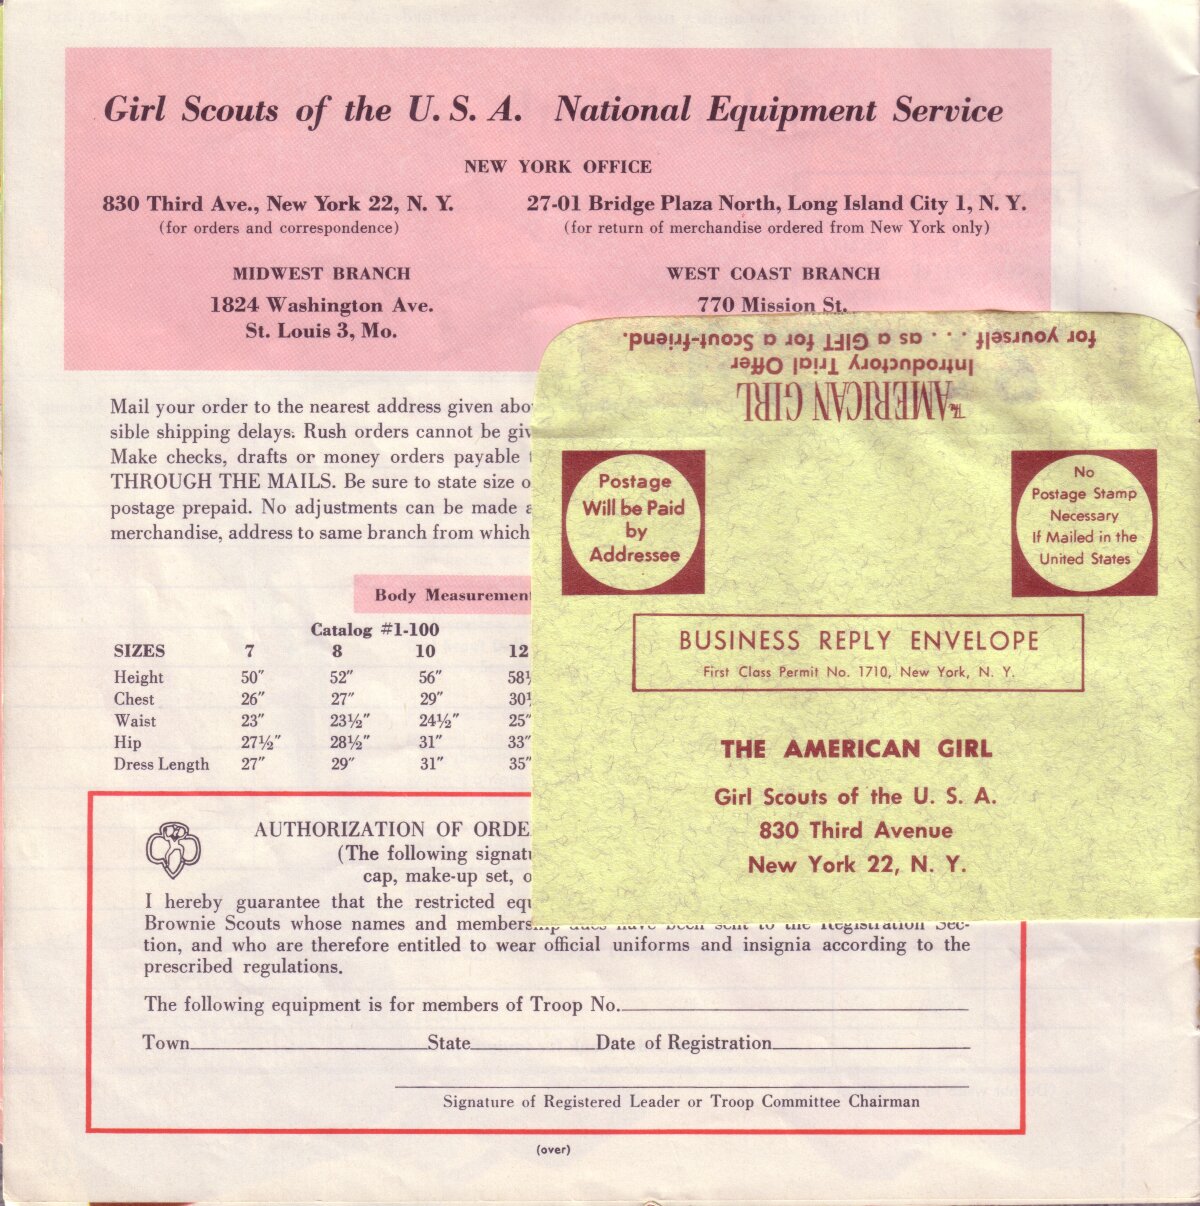 Girl Scouts of the U. S. A. National Equipment Service
NEW YORK OFFICE
830 Third Ave., New York 22, N. Y.
(for orders and correspondence)
27-01 Bridge Plaza North, Long Island City 1, N. Y.
(for return of merchandise ordered from New York only)
MIDWEST BRANCH
1824 Washington Ave.
St. Louis 3, Mo.
WEST COAST BRANCH
770 Mission St.
Mail your order to the nearest address given
sible shipping delays. Rush orders cannot be
Make checks, drafts or money orders payable
THROUGH THE MAILS. Be sure to state size
postage prepaid. No adjustments can be made
merchandise, address to same branch from which
Body
Catalog #1-100
SIZES 7 8 10 12
Height 50″ 52″ 56″
Chest 26″ 27″ 29″
Waist 23″ 23½″ 24½″ 25″
Hip 27½″ 28½″ 31″ 33″
Dress Length 27″ 29″ 31″ 35″
AUTHORIZATION OF
(The following
cap, make-up set,
I hereby guarantee that the restricted
Brownie Scouts whose names and membership dues have been sent to the Registration Sec-
tion, and who are therefore entitled to wear official uniforms and insignia according to the
prescribed regulations.
The following equipment is for members of Troop No.
Town State Date of Registration
Signature of Registered Leader or Troop Committee Chairman
(over)
The AMERICAN GIRL
Introductory Trial Offer
for yourself . . . as a GIFT for a Scout-friend.
Postage
Will be Paid
by
Addressee
No
Postage Stamp
Necessary
If Mailed in the
United States
BUSINESS REPLY ENVELOPE
First Class Permit No. 1710, New York, N. Y.
THE AMERICAN GIRL
Girl Scouts of the U. S. A.
830 Third Avenue
New York 22, N. Y.